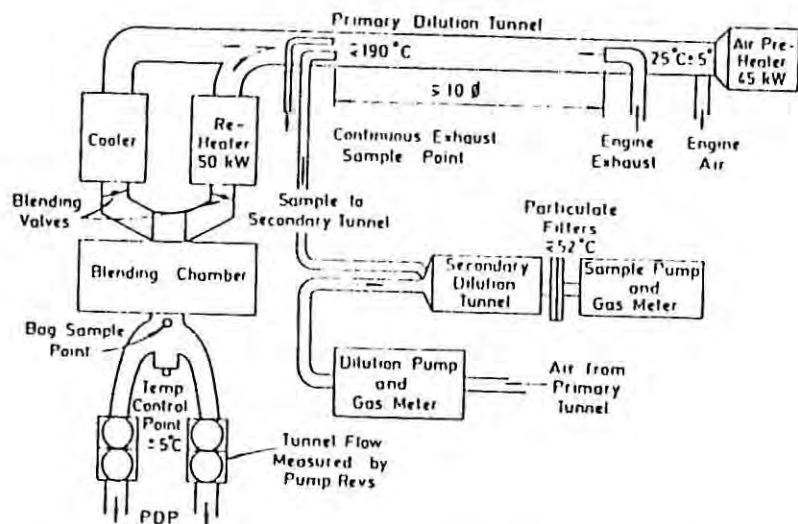 Primary Dilution Tunnel
≤190°C
25°C±5°
Air Pre-
Heater
45 kW
≤10 Ø
Cooler
Re-
Heater
50 kW
Continuous Exhaust
Sample Point
Engine
Exhaust
Engine
Air
Blending
Valves
Sample to
Secondary Tunnel
Particulate
Filters
≤52°C
Blending Chamber
Secondary
Dilution
Tunnel
Sample Pump
and
Gas Meter
Bag Sample
Point
Temp
Control
Point
±5°C
Dilution Pump
and
Gas Meter
Air from
Primary
Tunnel
Tunnel Flow
Measured by
Pump Revs
PDP